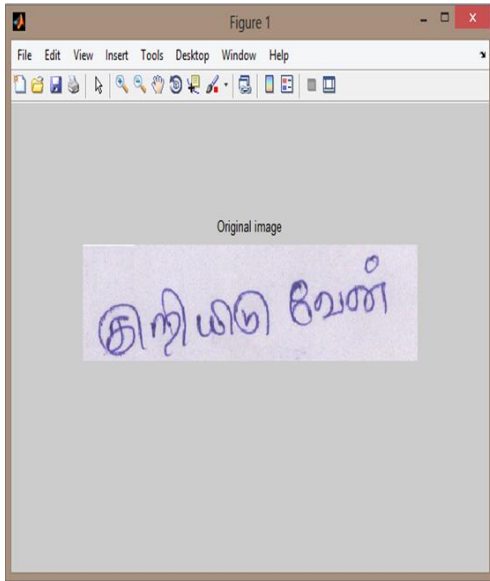 Figure 1
File Edit View Insert Tools Desktop Window Help
Original image
குறியிடு வேண்